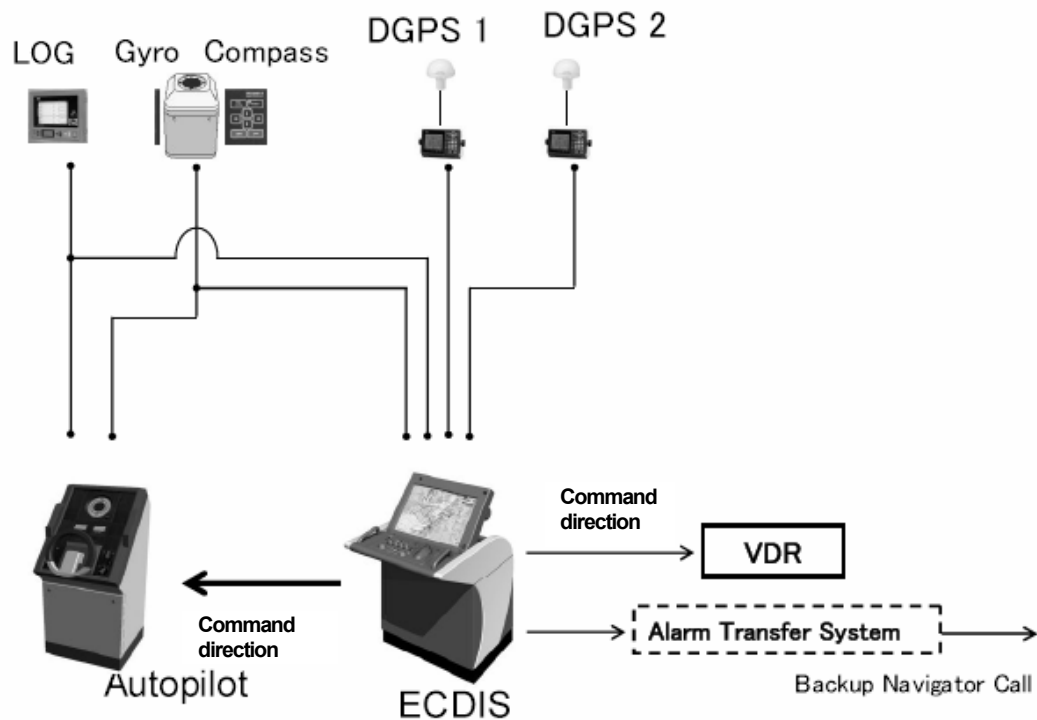 DGPS 1
DGPS 2
LOG
Gyro Compass
Command
direction
VDR
Command
direction
Alarm Transfer System
Autopilot
ECDIS
Backup Navigator Call